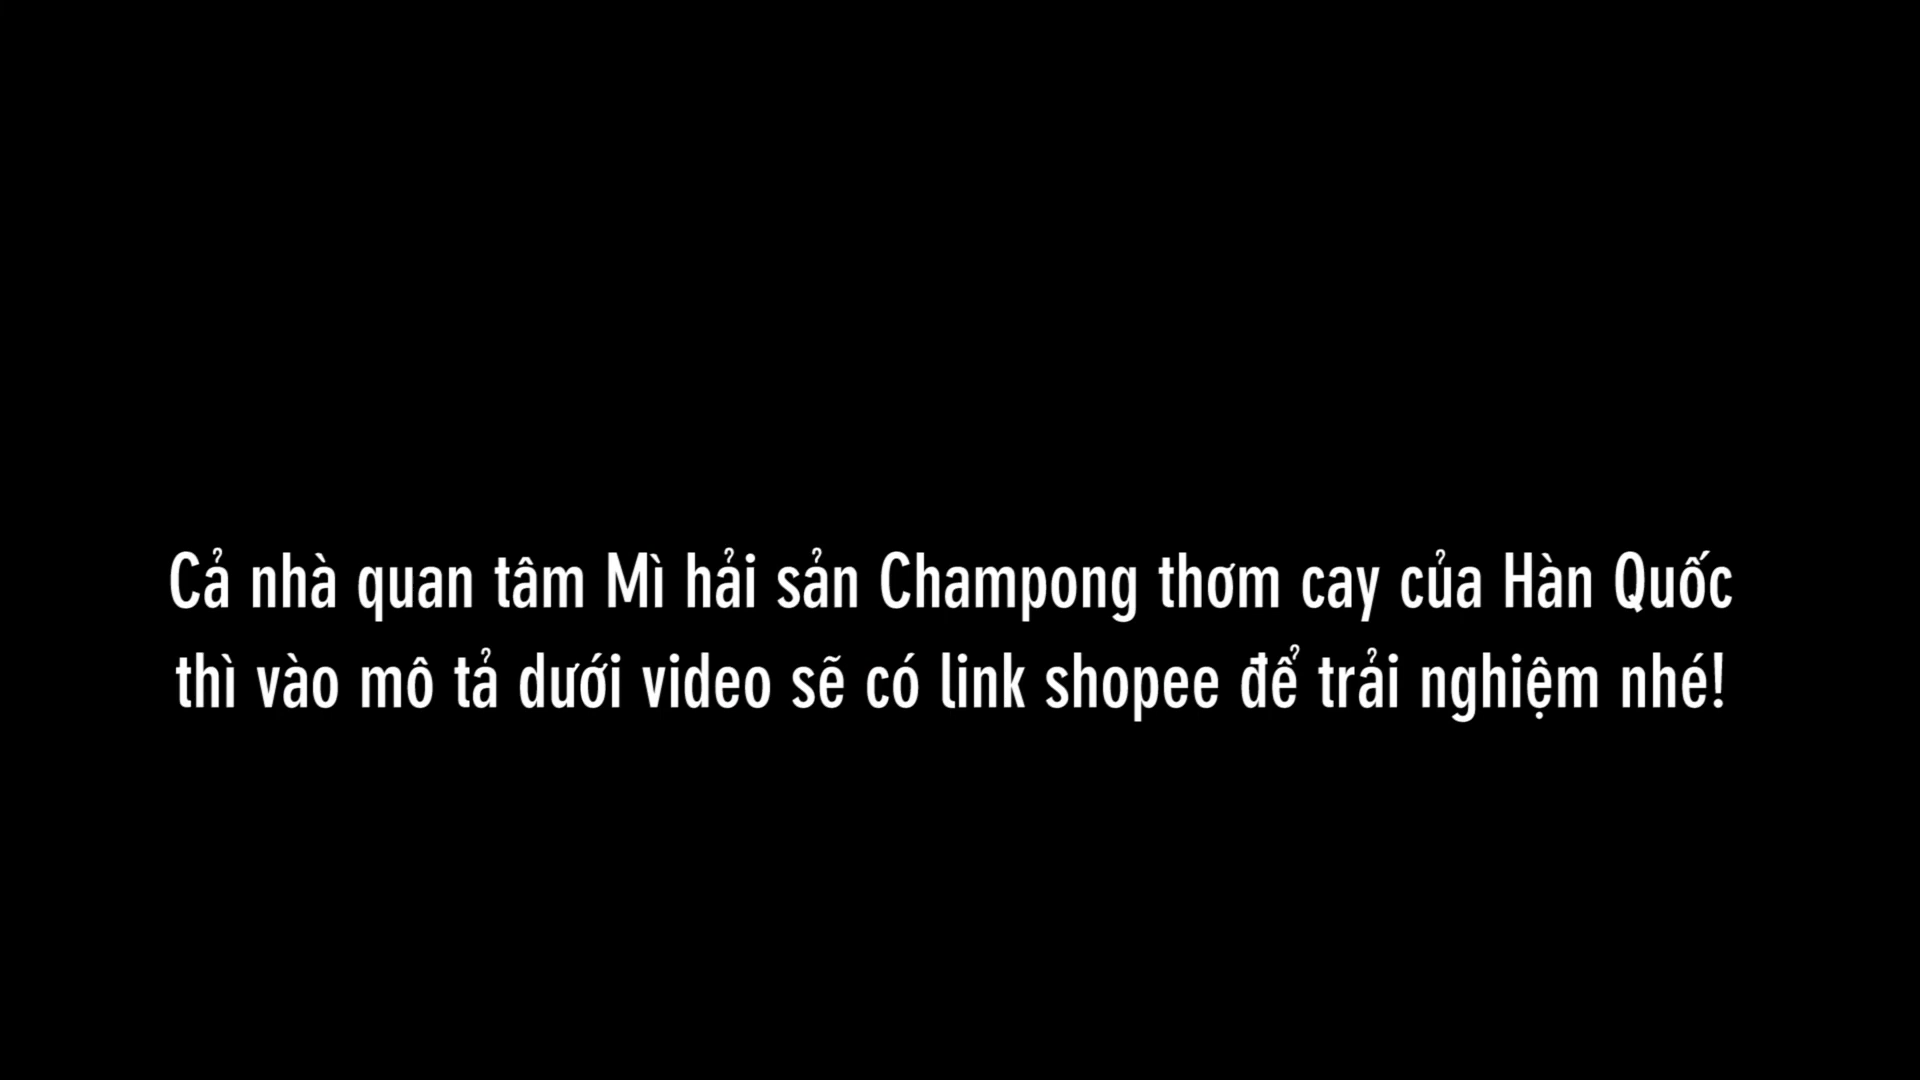 Cả nhà quan tâm Mì hải sản Champong thơm cay của Hàn Quốc
thì vào mô tả dưới video sẽ có link shopee để trải nghiệm nhé!